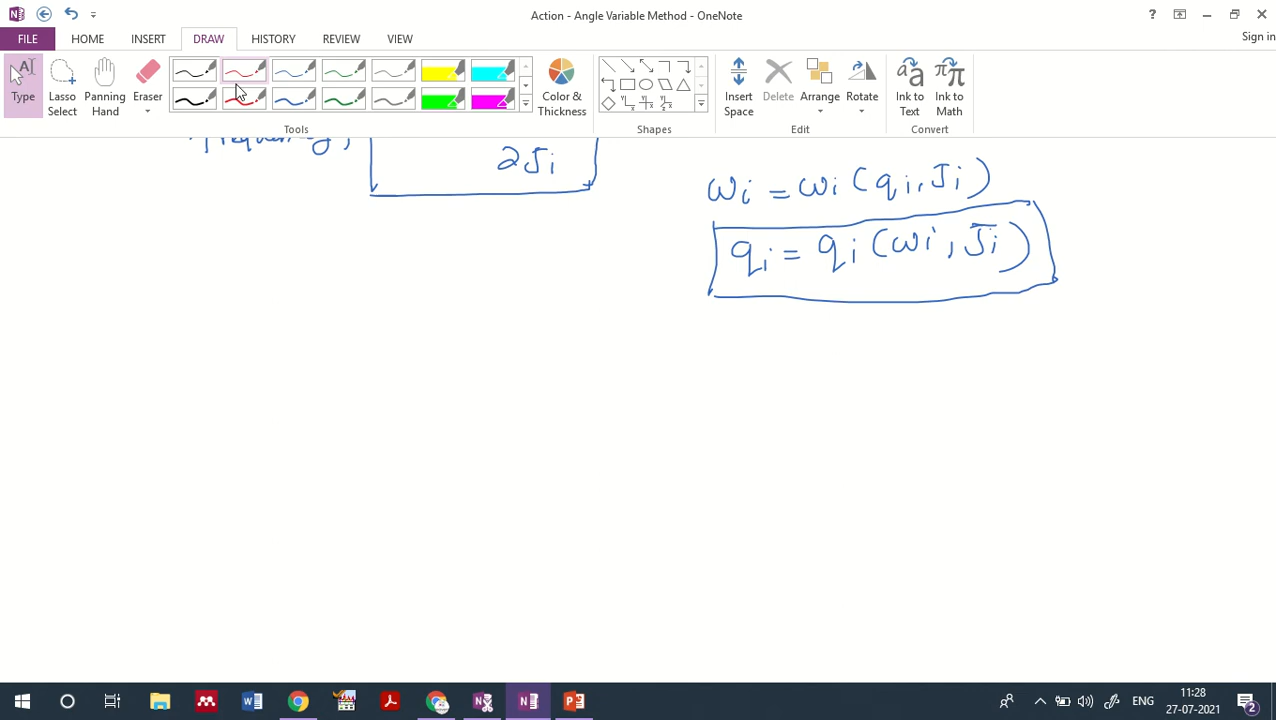 Action - Angle Variable Method - OneNote
Sign in
FILE HOME INSERT DRAW HISTORY REVIEW VIEW
Type
Lasso Select
Panning Hand
Eraser
Color & Thickness
Insert Space
Delete
Arrange
Rotate
Ink to Text
Ink to Math
Tools
Shapes
Edit
Convert
frequency,
2Ji
ωi = ωi (qi, Ji)
qi = qi (ωi, Ji)
ENG
11:28
27-07-2021
2